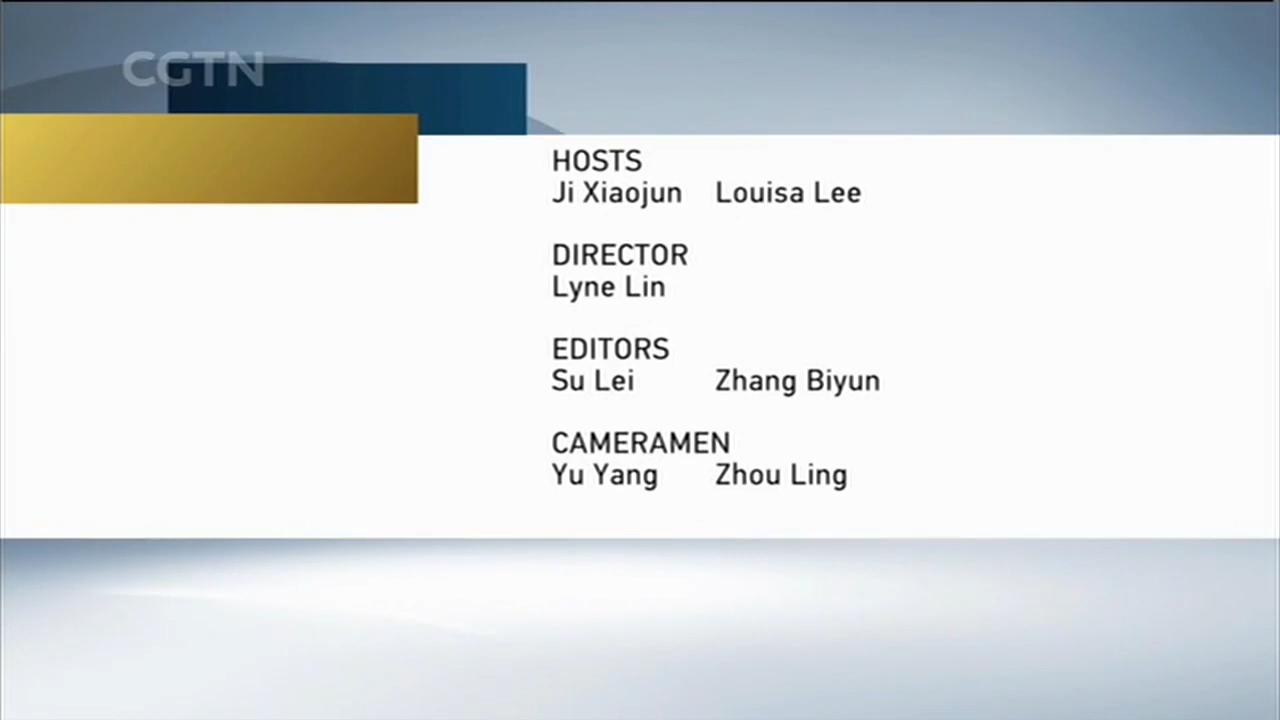 CGTN
HOSTS
Ji Xiaojun Louisa Lee
DIRECTOR
Lyne Lin
EDITORS
Su Lei Zhang Biyun
CAMERAMEN
Yu Yang Zhou Ling